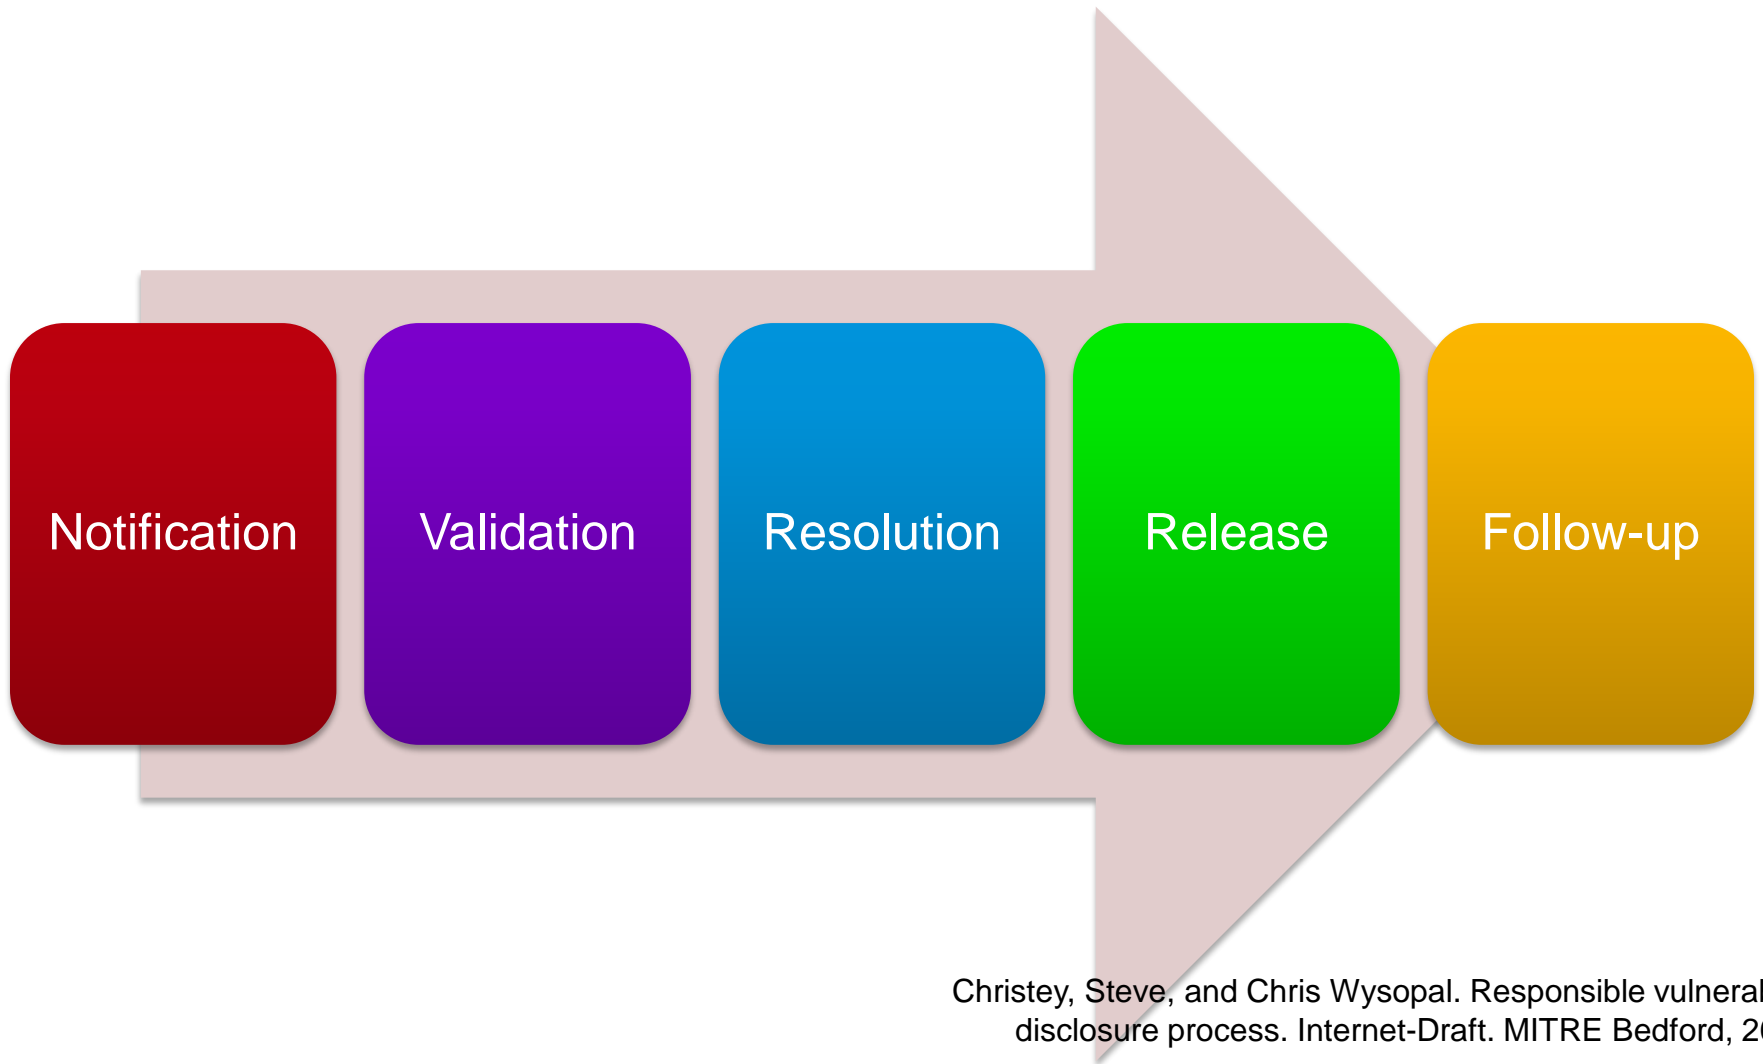 Notification
Validation
Resolution
Release
Follow-up
Christey, Steve, and Chris Wysopal. Responsible
disclosure process. Internet-Draft. MITRE Bedford,